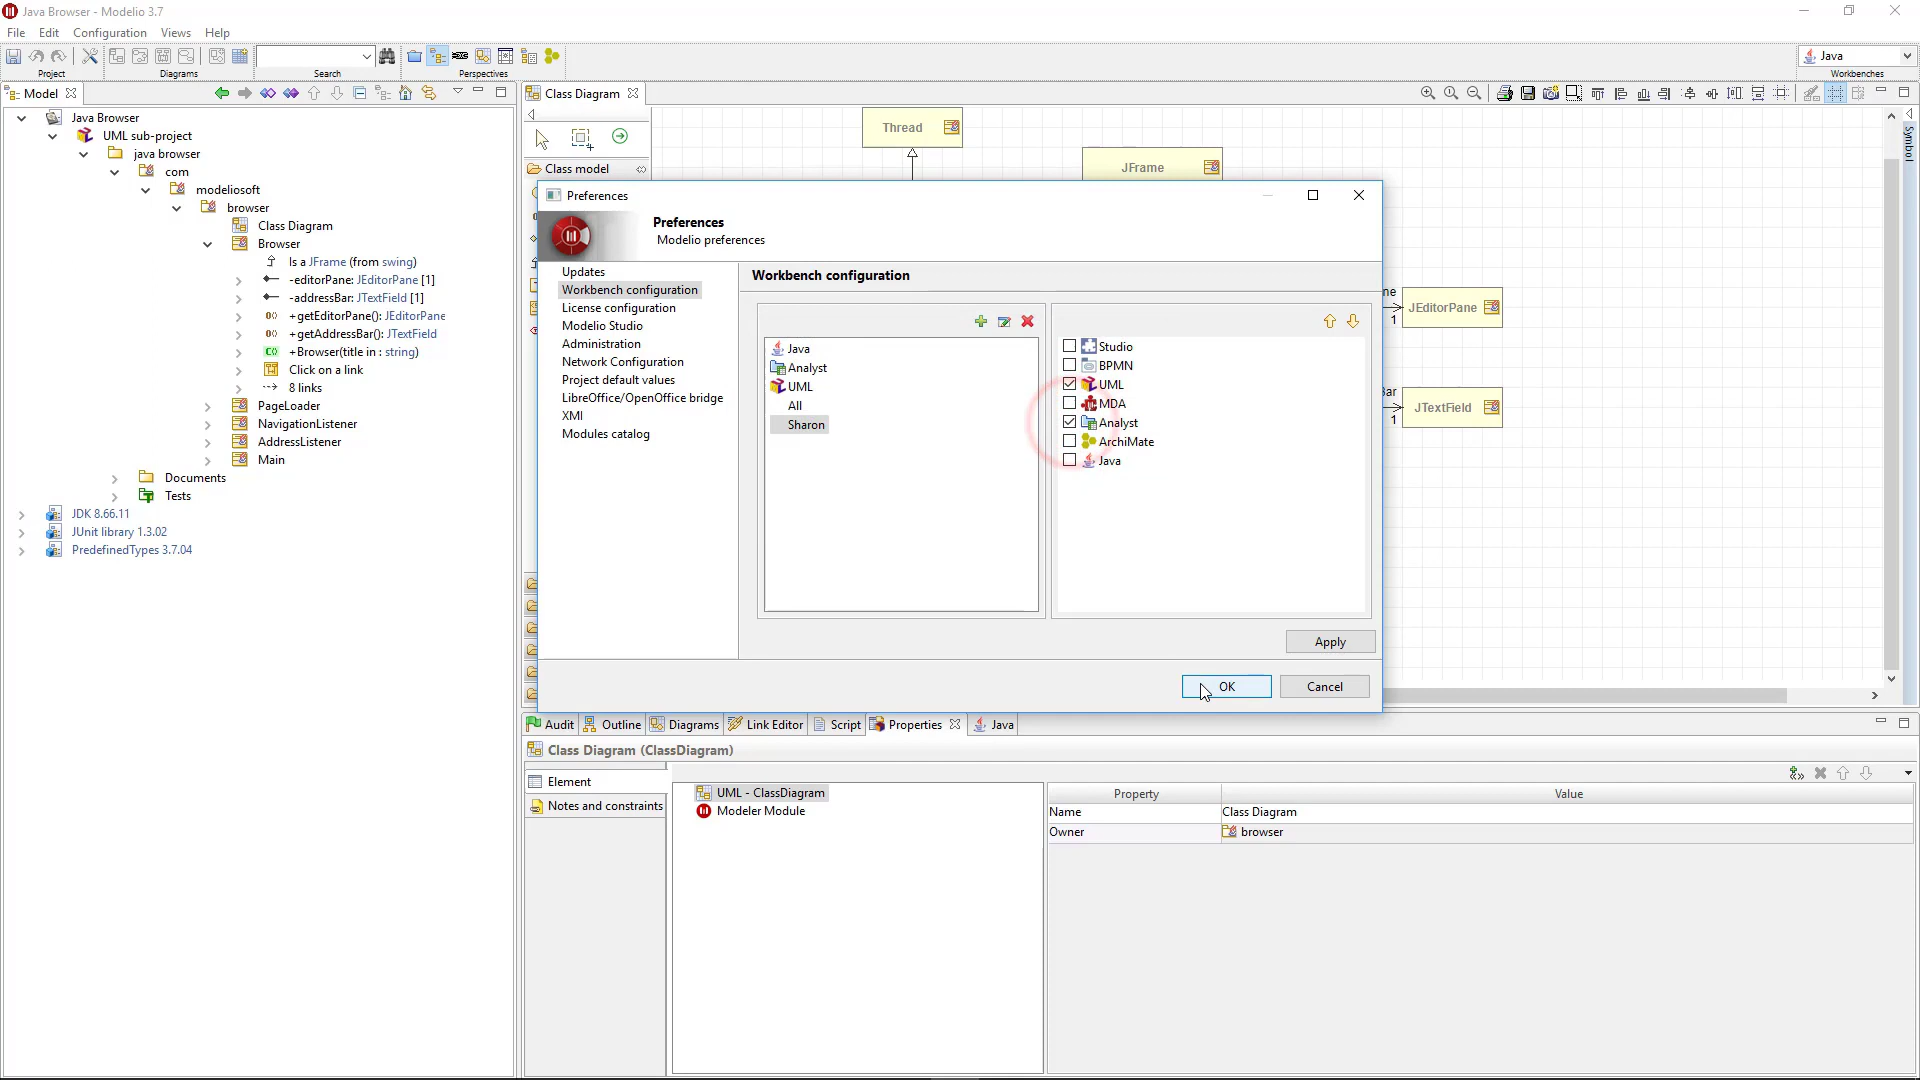 Java Browser - Modelio 3.7
File Edit Configuration Views Help
Project Diagrams Search Perspectives
Java
Workbenches
Model
Java Browser
UML sub-project
java browser
com
modeliosoft
browser
Class Diagram
Browser
Is a JFrame (from swing)
-editorPane: JEditorPane [1]
-addressBar: JTextField [1]
+getEditorPane(): JEditorPane
+getAddressBar(): JTextField
+Browser(title in : string)
Click on a link
8 links
PageLoader
NavigationListener
AddressListener
Main
Documents
Tests
JDK 8.66.11
JUnit library 1.3.02
PredefinedTypes 3.7.04
Class Diagram
Class model
Thread
JFrame
ne
1
JEditorPane
Bar
1
JTextField
Symbol
Preferences
Preferences
Modelio preferences
Updates
Workbench configuration
License configuration
Modelio Studio
Administration
Network Configuration
Project default values
LibreOffice/OpenOffice bridge
XMI
Modules catalog
Workbench configuration
Java
Analyst
UML
All
Sharon
Studio
BPMN
UML
MDA
Analyst
ArchiMate
Java
Apply
OK Cancel
Audit Outline Diagrams Link Editor Script Properties Java
Class Diagram (ClassDiagram)
Element
Notes and constraints
UML - ClassDiagram
Modeler Module
Property Value
Name Class Diagram
Owner browser